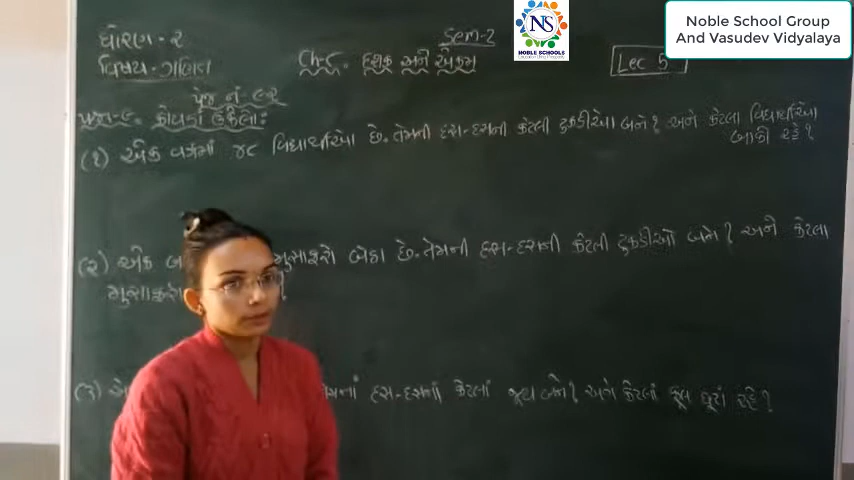 Noble School Group
And Vasudev Vidyalaya
NS
NOBLE SCHOOLS
ધોરણ - ૨
Sem-2
વિષય - ગણિત
Ch-૮. દશક અને એકમ
Lec 5
પેજ નં - ૯૨
પ્રશ્ન-૯. કોયડા ઉકેલો:
(૧) એક વર્ગમાં ૪૮ વિદ્યાર્થીઓ છે. તેમની દસ-દસની કેટલી ટુકડીઓ બને? અને કેટલા વિદ્યાર્થીઓ
બાકી રહે?
(૨) એક મુસાફરો બેઠા છે. તેમની દસ-દસની કેટલી ટુકડીઓ બને? અને કેટલા
(૩) દસ-દસનાં કેટલાં જૂથ બને? અને કેટલાં ફૂલ છૂટાં રહે?